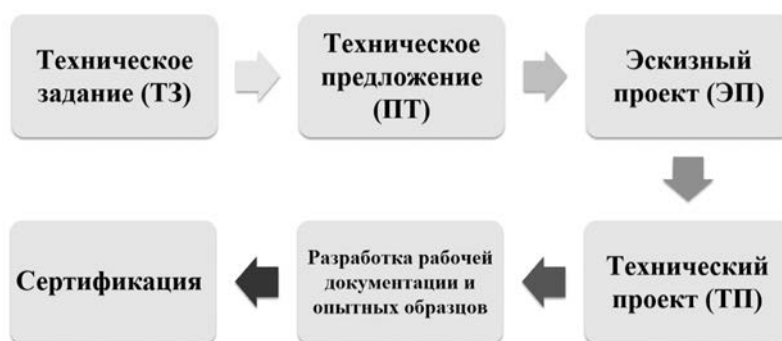 Техническое
задание (ТЗ)
Техническое
предложение
(ПТ)
Эскизный
проект (ЭП)
Технический
проект (ТП)
Разработка рабочей
документации и
опытных образцов
Сертификация